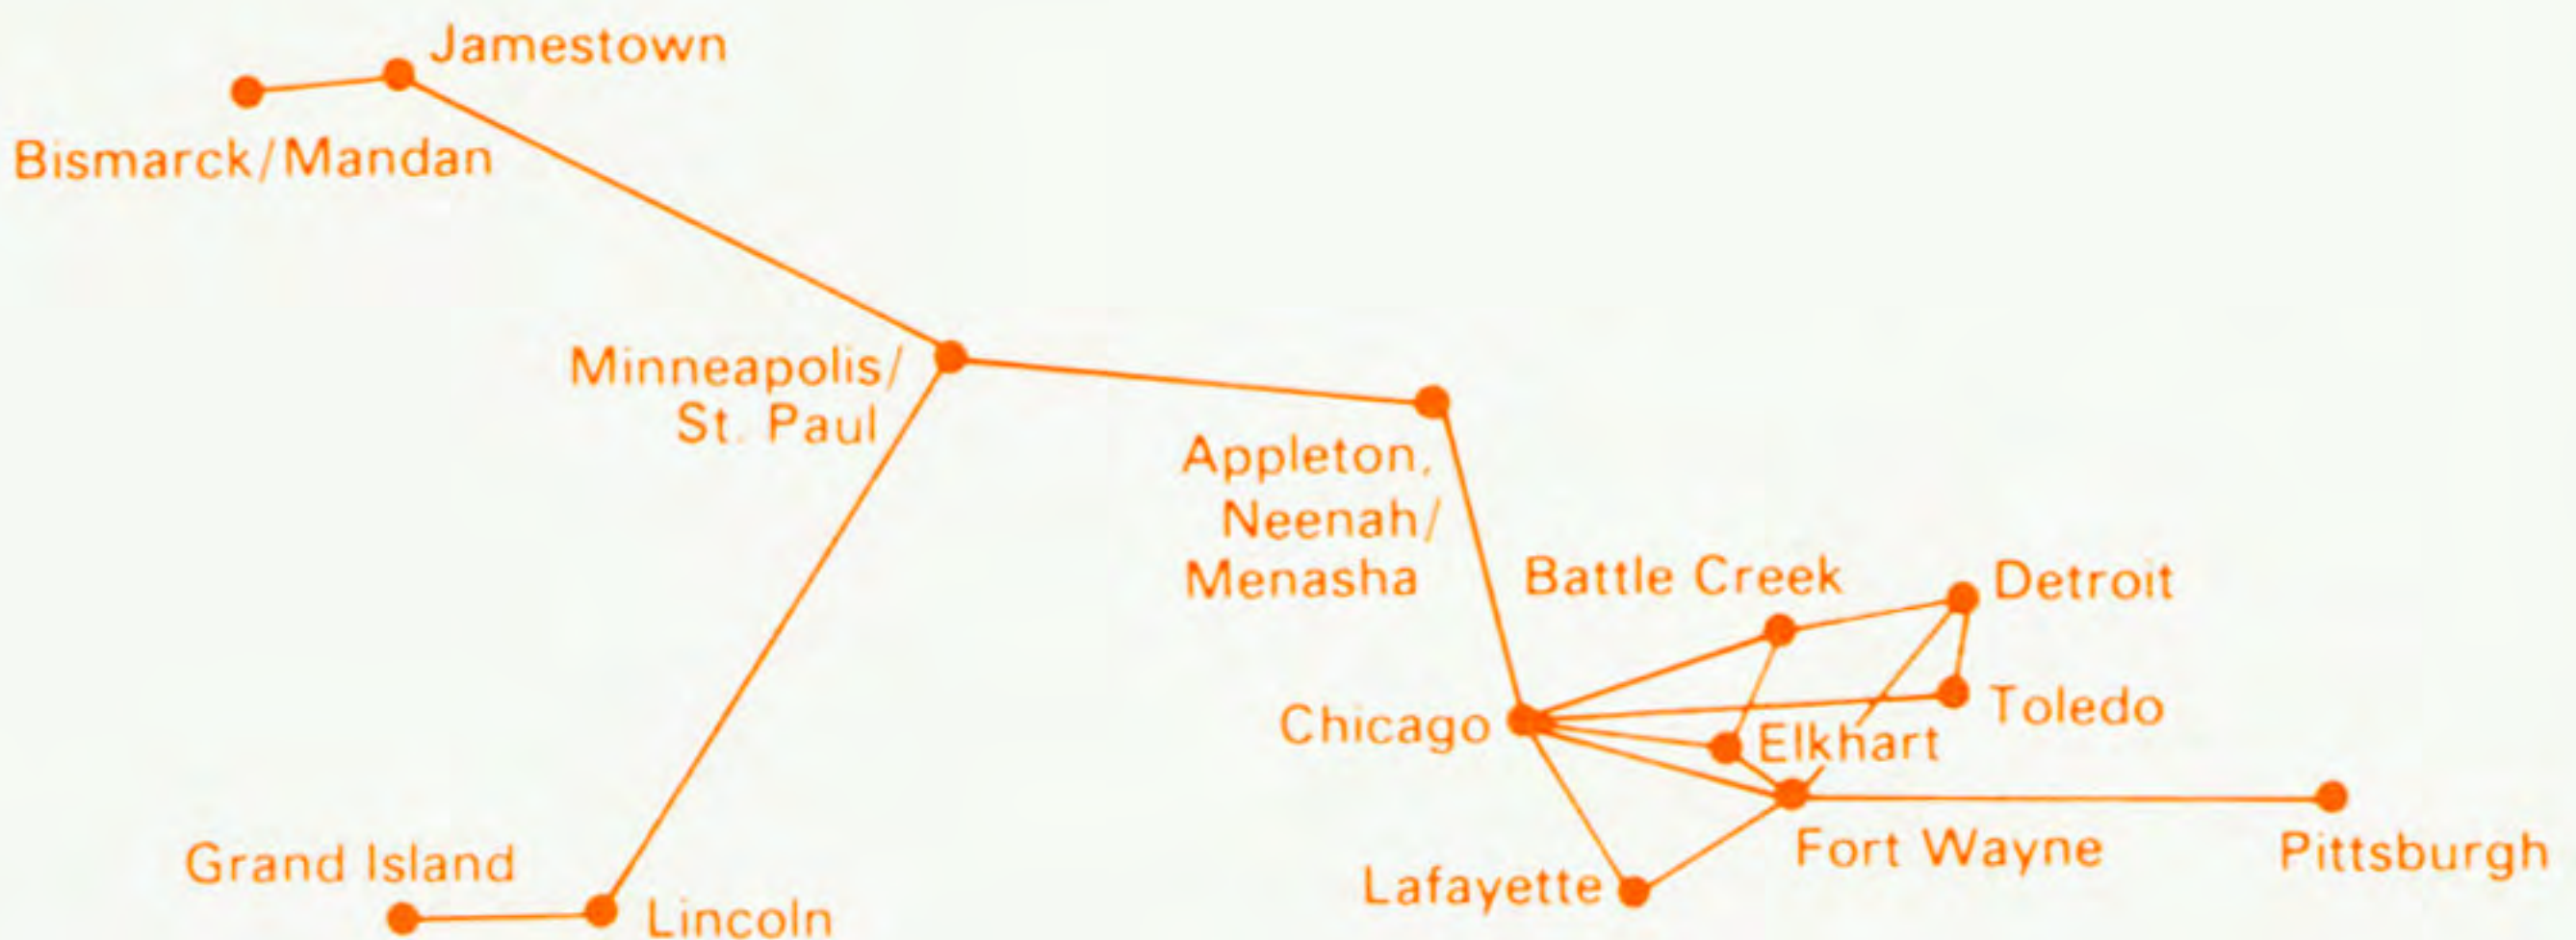 Jamestown
Bismarck/Mandan
Minneapolis/
St. Paul
Appleton,
Neenah/
Menasha
Battle Creek
Detroit
Chicago
Toledo
Elkhart
Fort Wayne
Pittsburgh
Lafayette
Grand Island
Lincoln